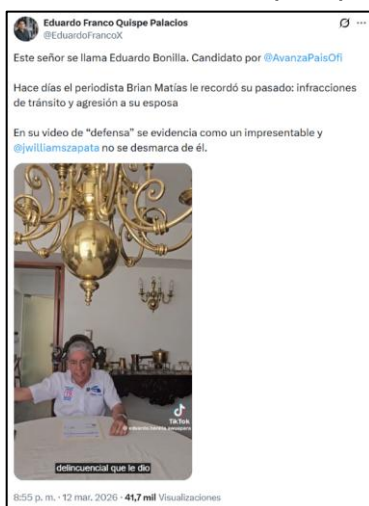 Eduardo Franco Quispe Palacios
@EduardoFrancoX
Este señor se llama Eduardo Bonilla. Candidato por @AvanzaPaisOfi
Hace días el periodista Brian Matías le recordó su pasado: infracciones
de tránsito y agresión a su esposa
En su video de “defensa” se evidencia como un impresentable y
@jwilliamszapata no se desmarca de él.
TikTok
delincuencial que le dio
8:55 p. m. · 12 mar. 2026 · 41,7 mil Visualizaciones